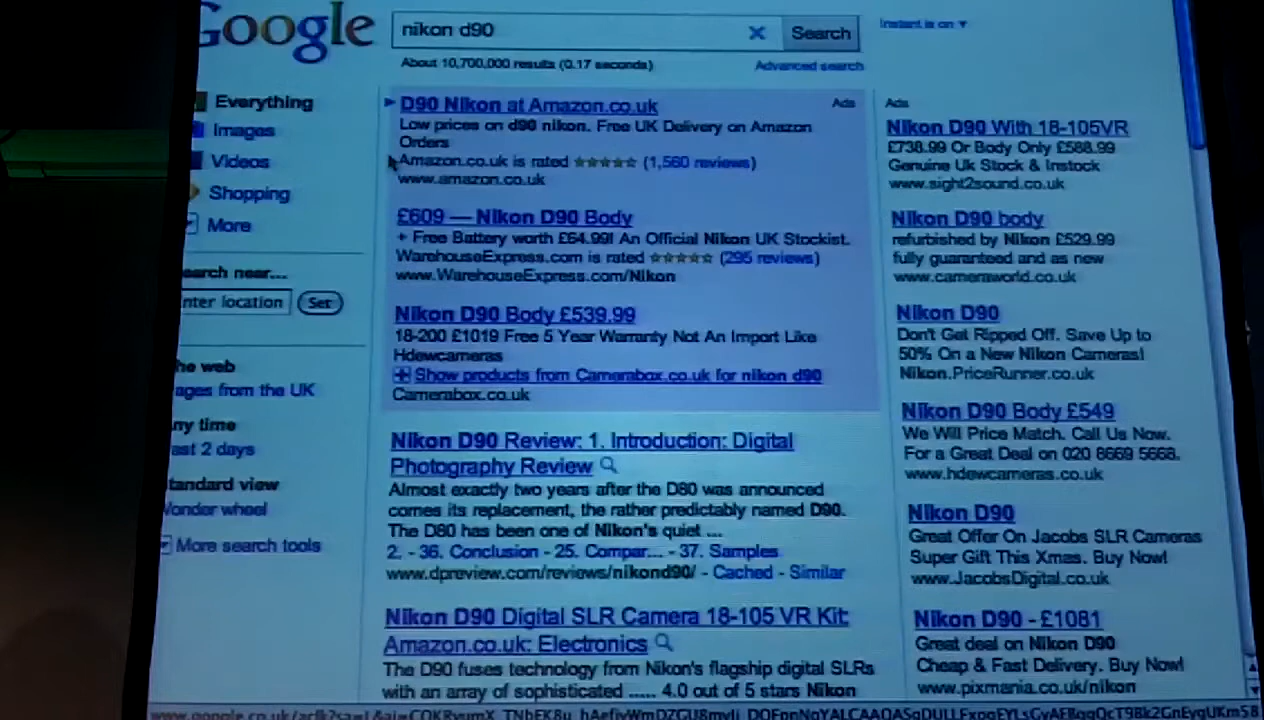 Google
nikon d90
Search
Instant is on ▼
About 10,700,000 results (0.17 seconds)
Advanced search
Everything
Images
Videos
Shopping
More
earch near...
nter location
Set
he web
ages from the UK
ny time
ast 2 days
tandard view
Wonder wheel
More search tools
D90 Nikon at Amazon.co.uk
Ads
Low prices on d90 nikon. Free UK Delivery on Amazon
Orders
Amazon.co.uk is rated ★★★★★ (1,560 reviews)
www.amazon.co.uk
£609 — Nikon D90 Body
+ Free Battery worth £64.99! An Official Nikon UK Stockist.
WarehouseExpress.com is rated ★★★★★ (295 reviews)
www.WarehouseExpress.com/Nikon
Nikon D90 Body £539.99
18-200 £1019 Free 5 Year Warranty Not An Import Like
Hdewcameras
Show products from Camerabox.co.uk for nikon d90
Camerabox.co.uk
Nikon D90 Review: 1. Introduction: Digital
Photography Review
Almost exactly two years after the D80 was announced
comes its replacement, the rather predictably named D90.
The D80 has been one of Nikon's quiet ...
2. - 36. Conclusion - 25. Compar... - 37. Samples
www.dpreview.com/reviews/nikond90/ - Cached - Similar
Nikon D90 Digital SLR Camera 18-105 VR Kit:
Amazon.co.uk: Electronics
The D90 fuses technology from Nikon's flagship digital SLRs
with an array of sophisticated ..... 4.0 out of 5 stars Nikon
Ads
Nikon D90 With 18-105VR
£738.99 Or Body Only £588.99
Genuine Uk Stock & Instock
www.sight2sound.co.uk
Nikon D90 body
refurbished by Nikon £529.99
fully guaranteed and as new
www.cameraworld.co.uk
Nikon D90
Don't Get Ripped Off. Save Up to
50% On a New Nikon Cameras!
Nikon.PriceRunner.co.uk
Nikon D90 Body £549
We Will Price Match. Call Us Now.
For a Great Deal on 020 8669 5668.
www.hdewcameras.co.uk
Nikon D90
Great Offer On Jacobs SLR Cameras
Super Gift This Xmas. Buy Now!
www.JacobsDigital.co.uk
Nikon D90 - £1081
Great deal on Nikon D90
Cheap & Fast Delivery. Buy Now!
www.pixmania.co.uk/nikon